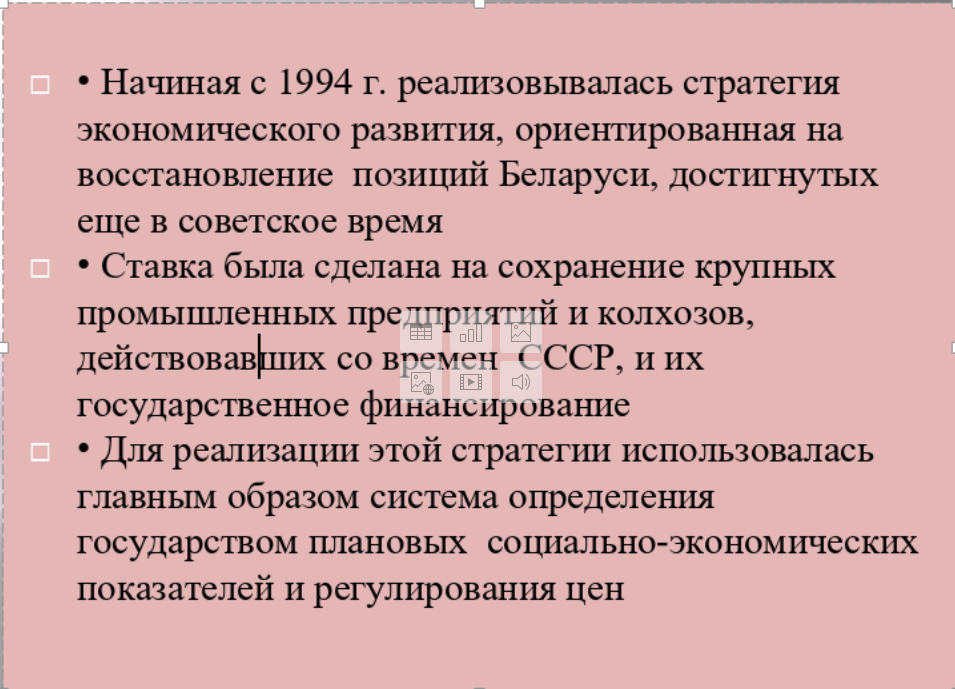 • Начиная с 1994 г. реализовывалась стратегия
экономического развития, ориентированная на
восстановление позиций Беларуси, достигнутых
еще в советское время
• Ставка была сделана на сохранение крупных
промышленных предприятий и колхозов,
действовавших со времен СССР, и их
государственное финансирование
• Для реализации этой стратегии использовалась
главным образом система определения
государством плановых социально-экономических
показателей и регулирования цен